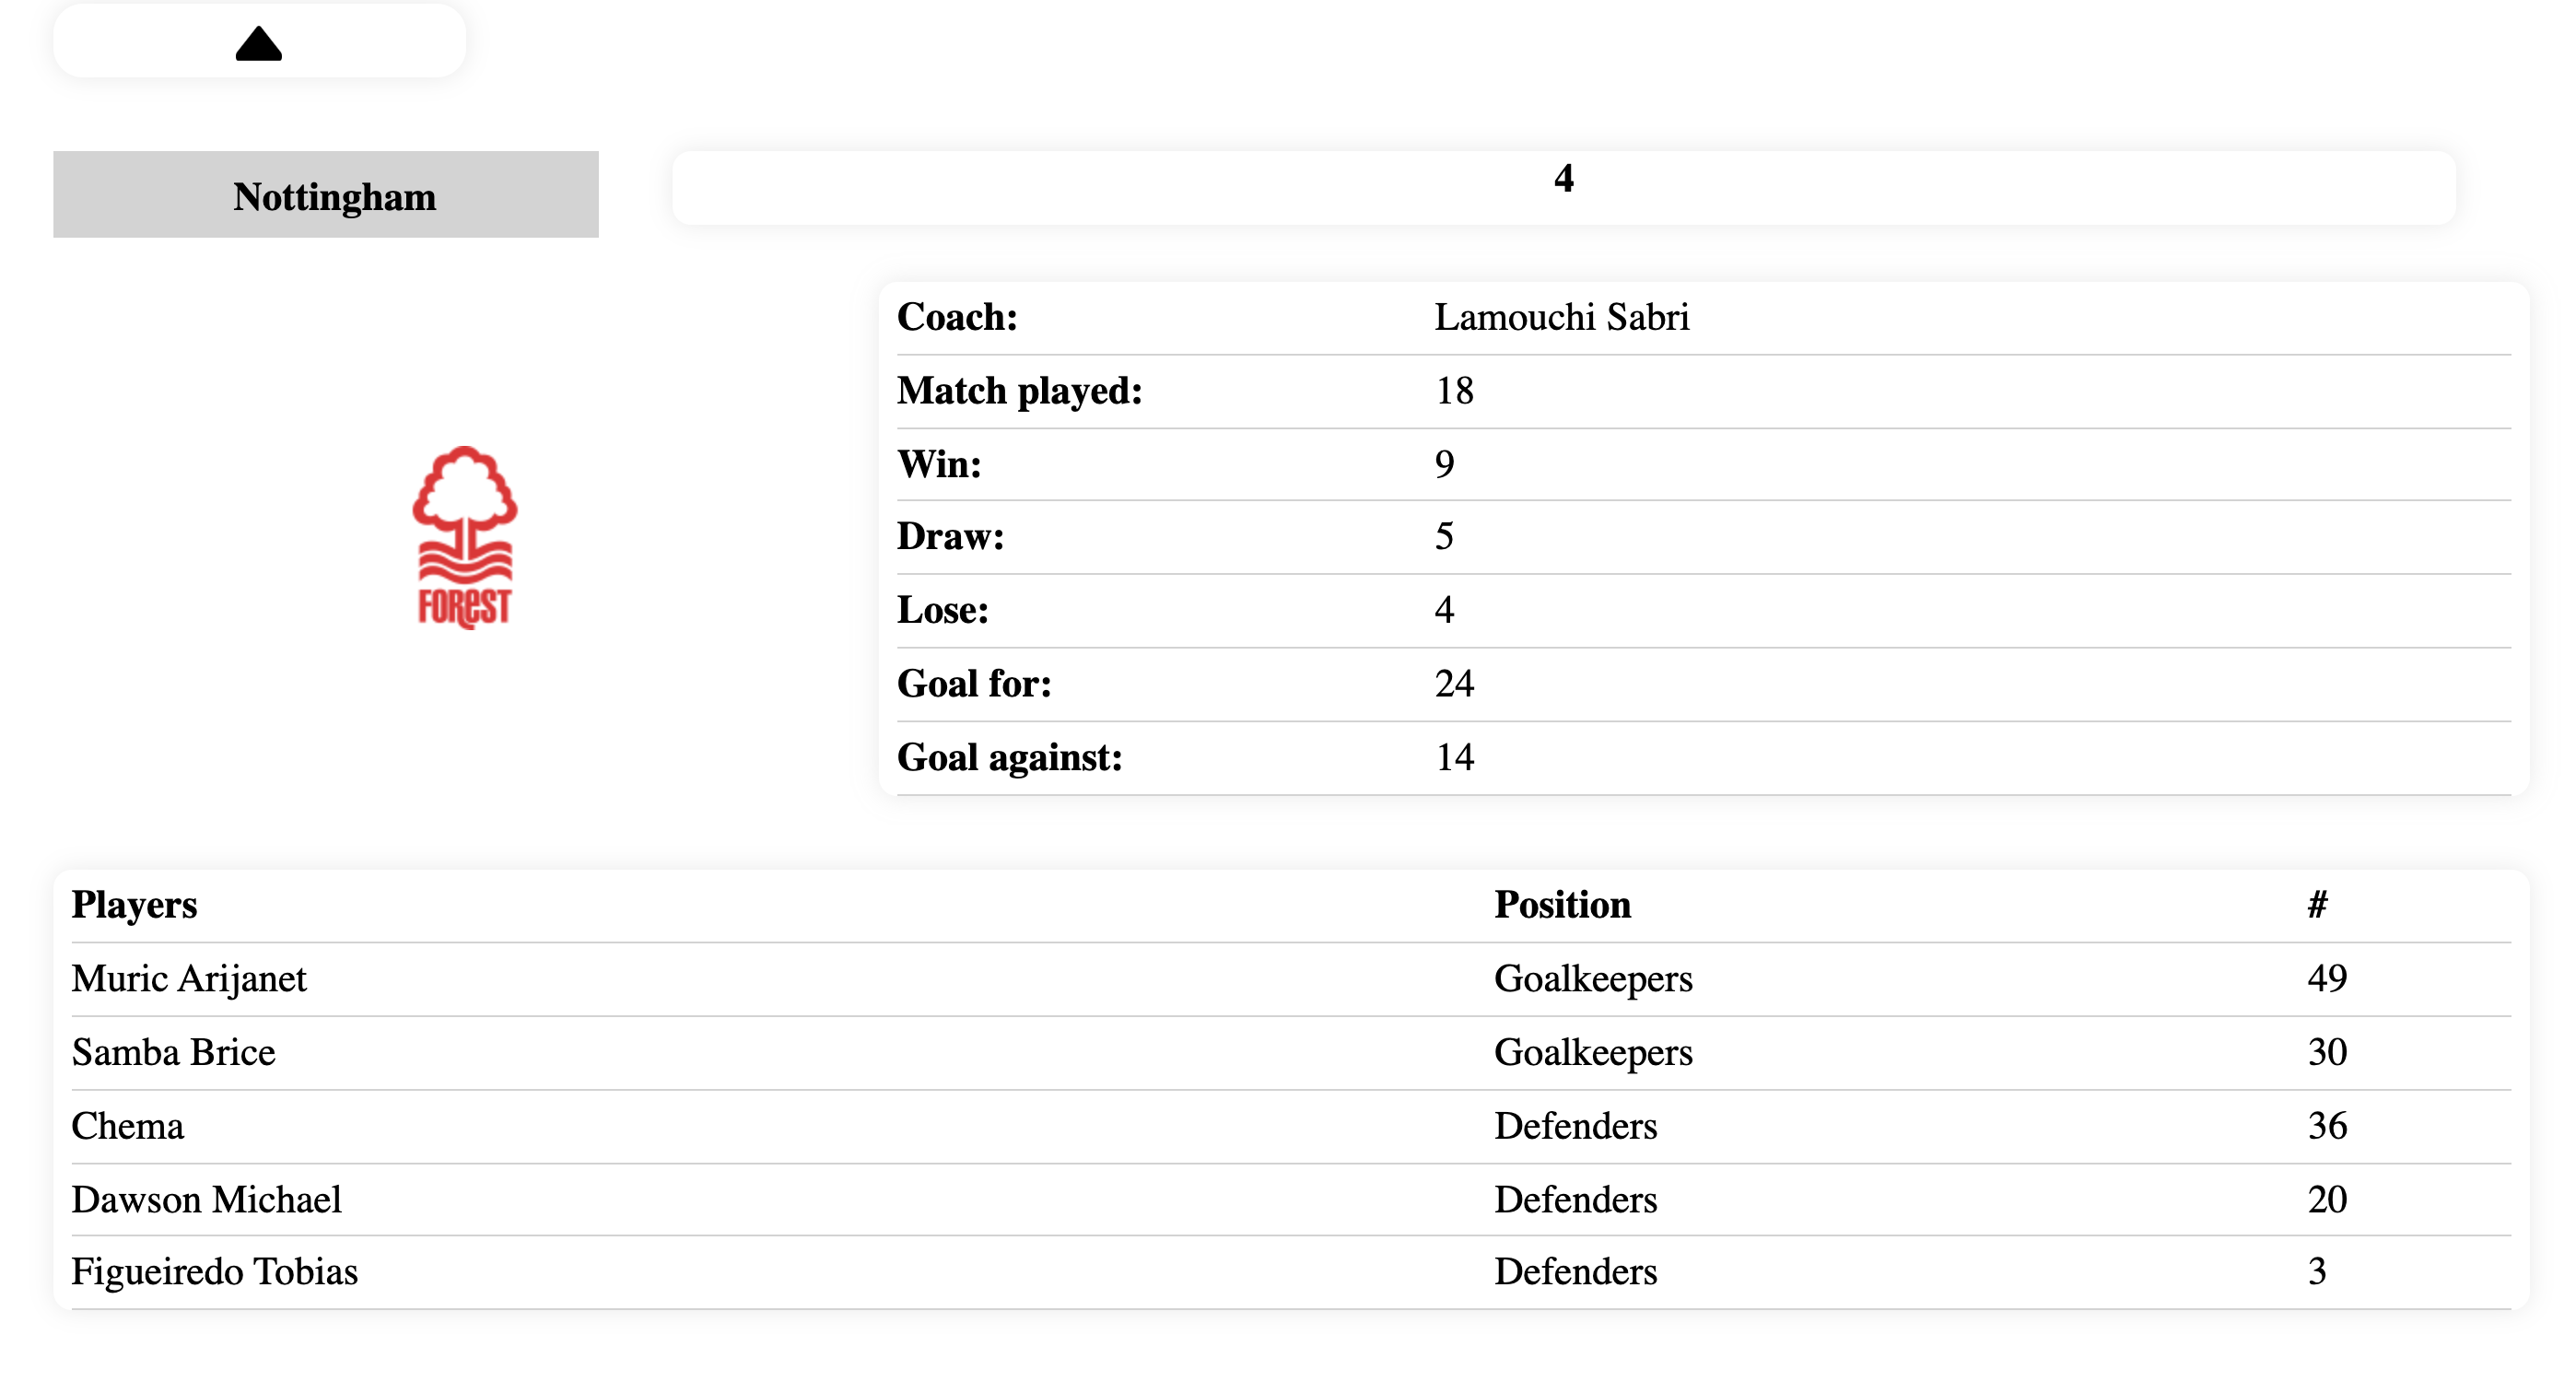 Nottingham
4
FOREST
Coach: Lamouchi Sabri
Match played: 18
Win: 9
Draw: 5
Lose: 4
Goal for: 24
Goal against: 14
Players Position #
Muric Arijanet Goalkeepers 49
Samba Brice Goalkeepers 30
Chema Defenders 36
Dawson Michael Defenders 20
Figueiredo Tobias Defenders 3